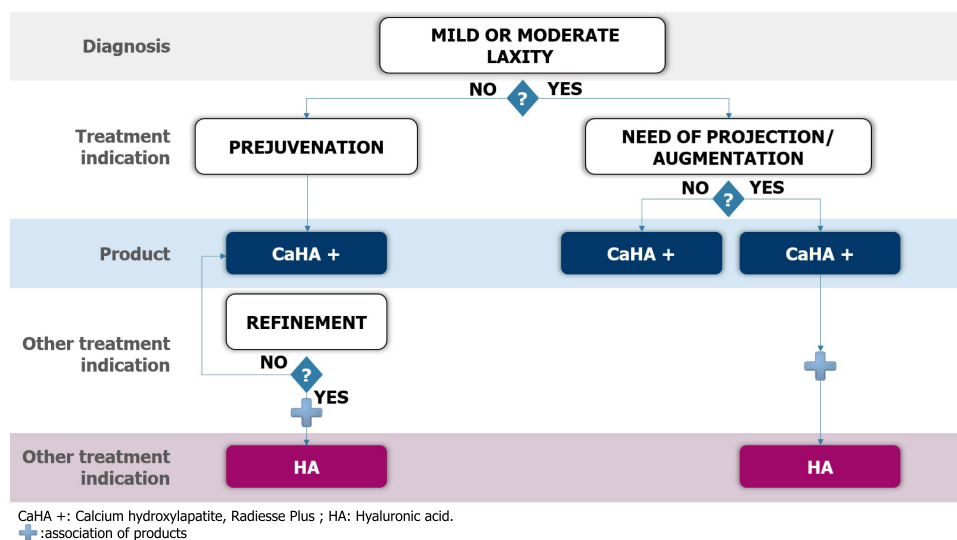 Diagnosis
MILD OR MODERATE
LAXITY
NO
?
YES
Treatment
indication
PREJUVENATION
NEED OF PROJECTION/
AUGMENTATION
NO
?
YES
Product
CaHA +
CaHA +
CaHA +
REFINEMENT
Other treatment
indication
NO
?
YES
Other treatment
indication
HA
HA
CaHA +: Calcium hydroxylapatite, Radiesse Plus ; HA: Hyaluronic acid.
:association of products